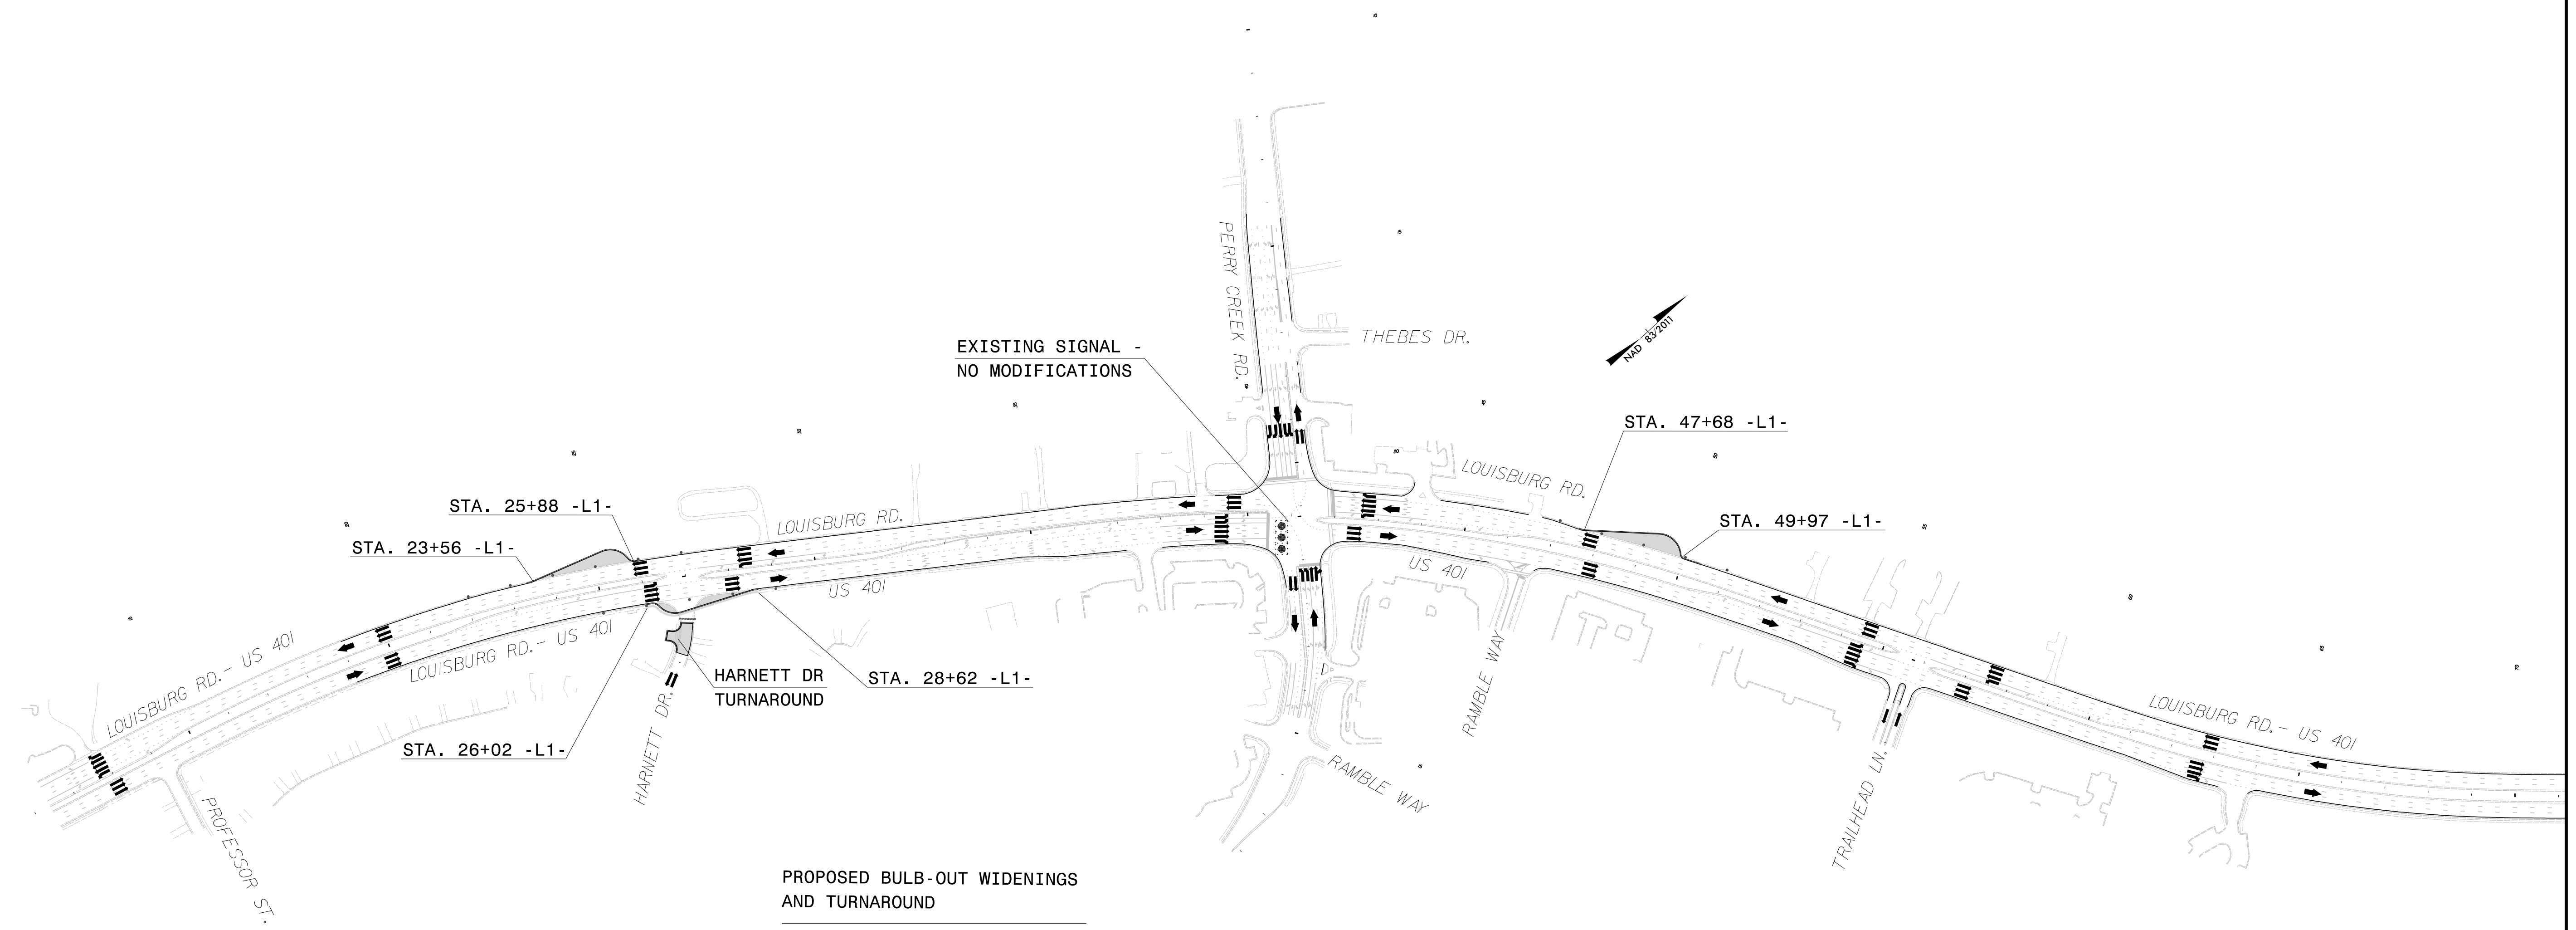 PERRY CREEK RD.
THEBES DR.
NAD 83/2011
EXISTING SIGNAL -
NO MODIFICATIONS
STA. 47+68 -L1-
LOUISBURG RD.
STA. 49+97 -L1-
STA. 25+88 -L1-
STA. 23+56 -L1-
LOUISBURG RD.
US 401
US 401
LOUISBURG RD. - US 401
LOUISBURG RD. - US 401
HARNETT DR
TURNAROUND
STA. 28+62 -L1-
STA. 26+02 -L1-
HARNETT DR.
RAMBLE WAY
RAMBLE WAY
LOUISBURG RD. - US 401
TRAILHEAD LN.
PROFESSOR ST.
PROPOSED BULB-OUT WIDENINGS
AND TURNAROUND